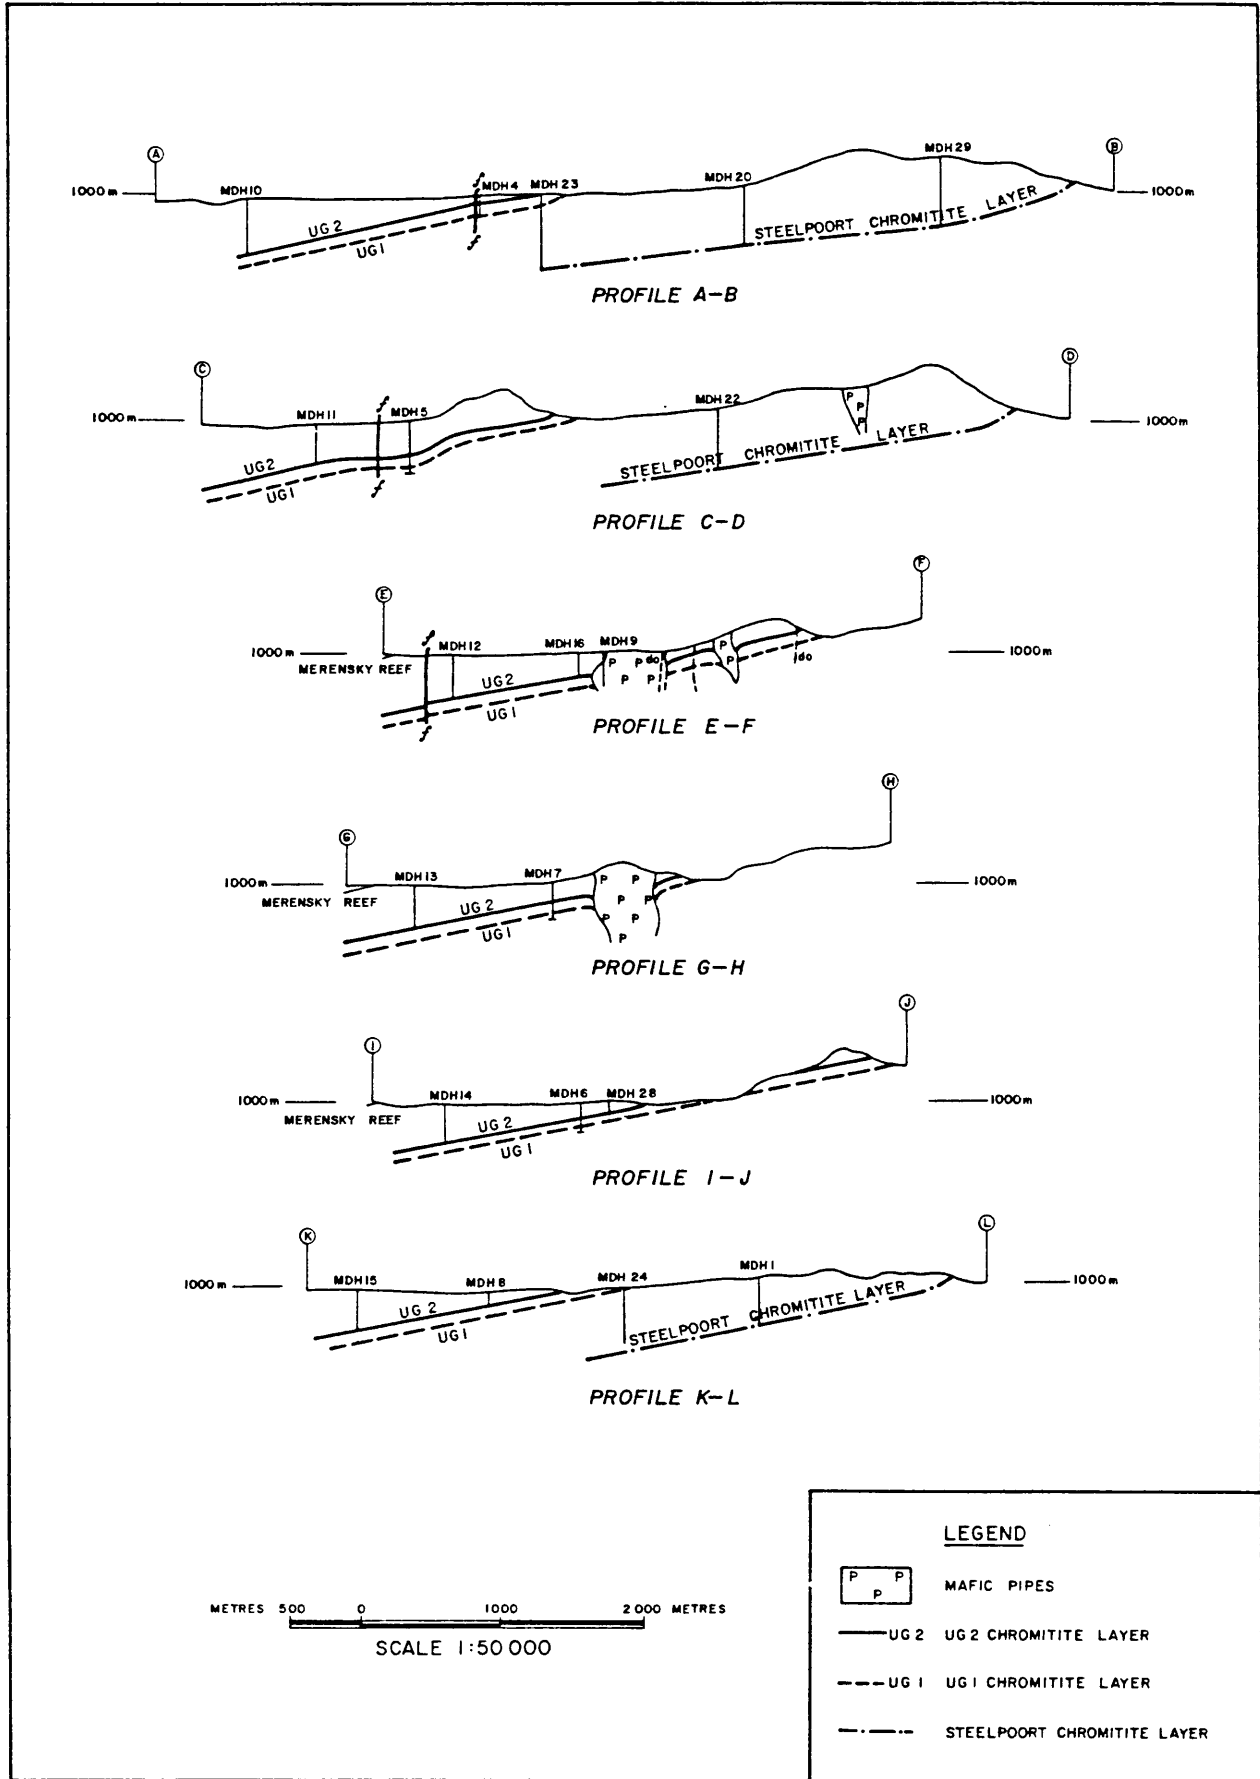 A
B
MDH10
f
MDH4
MDH23
MDH20
MDH29
1000m
1000m
UG2
UG1
f
STEELPOORT CHROMITITE LAYER
PROFILE A-B
C
D
MDH11
f
MDH5
MDH22
P
P
P
1000m
1000m
UG2
UG1
f
STEELPOORT CHROMITITE LAYER
PROFILE C-D
E
F
f
MDH12
MDH16
MDH9
1000m
1000m
MERENSKY REEF
P
P
do
P
P
P
P
do
UG2
UG1
f
PROFILE E-F
G
H
MDH13
MDH7
1000m
1000m
MERENSKY REEF
P P
P P
P P
P
UG2
UG1
PROFILE G-H
I
J
MDH14
MDH6
MDH28
1000m
1000m
MERENSKY REEF
UG2
UG1
PROFILE I-J
K
L
MDH15
MDH8
MDH 24
MDH1
1000m
1000m
UG2
UG1
STEELPOORT CHROMITITE LAYER
PROFILE K-L
METRES 500 0 1000 2000 METRES
SCALE 1:50 000
LEGEND
P P
P
MAFIC PIPES
UG2 UG2 CHROMITITE LAYER
UG1 UG1 CHROMITITE LAYER
STEELPOORT CHROMITITE LAYER